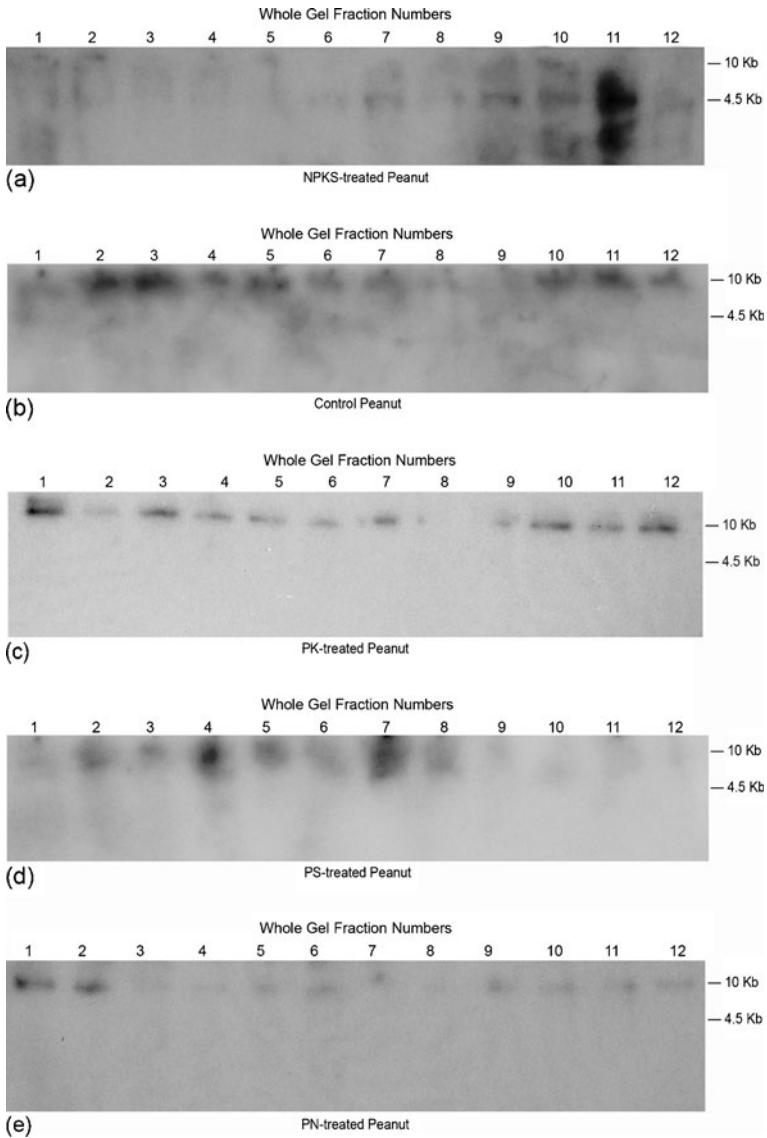 Whole Gel Fraction Numbers
1 2 3 4 5 6 7 8 9 10 11 12
10 Kb
4.5 Kb
(a)
NPKS-treated Peanut
Whole Gel Fraction Numbers
1 2 3 4 5 6 7 8 9 10 11 12
10 Kb
4.5 Kb
(b)
Control Peanut
Whole Gel Fraction Numbers
1 2 3 4 5 6 7 8 9 10 11 12
10 Kb
4.5 Kb
(c)
PK-treated Peanut
Whole Gel Fraction Numbers
1 2 3 4 5 6 7 8 9 10 11 12
10 Kb
4.5 Kb
(d)
PS-treated Peanut
Whole Gel Fraction Numbers
1 2 3 4 5 6 7 8 9 10 11 12
10 Kb
4.5 Kb
(e)
PN-treated Peanut